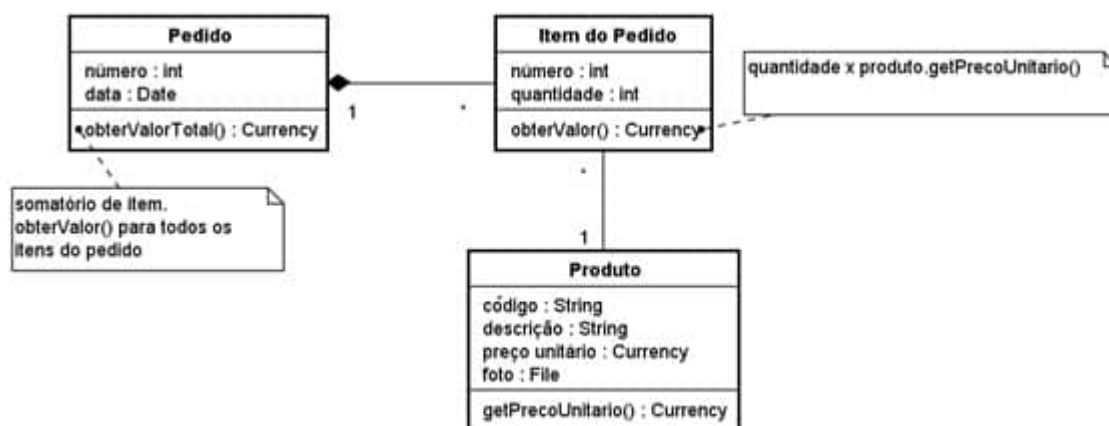 Pedido
número : int
data : Date
obterValorTotal() : Currency
1
*
Item do Pedido
número : int
quantidade : int
obterValor() : Currency
quantidade x produto.getPrecoUnitario()
somatório de item.
obterValor() para todos os
itens do pedido
*
1
Produto
código : String
descrição : String
preço unitário : Currency
foto : File
getPrecoUnitario() : Currency